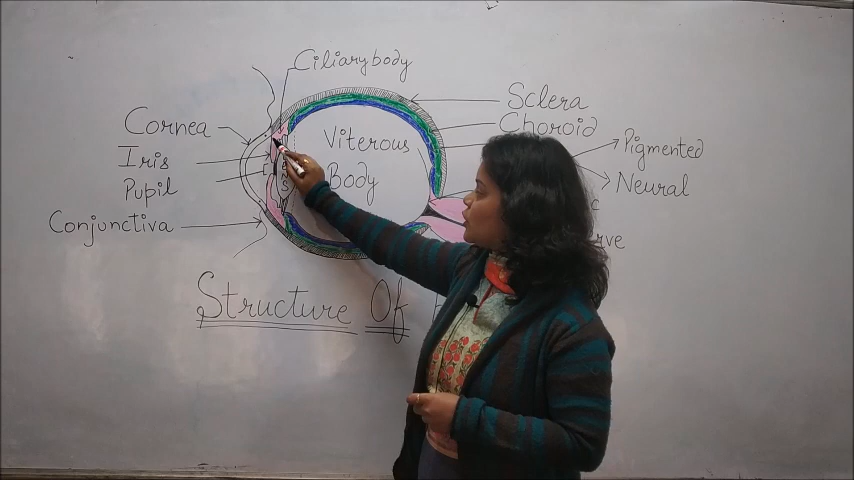 Ciliary body
Sclera
Choroid
Cornea
Iris
Pupil
Conjunctiva
Viterous
Body
Pigmented
Neural
Structure Of